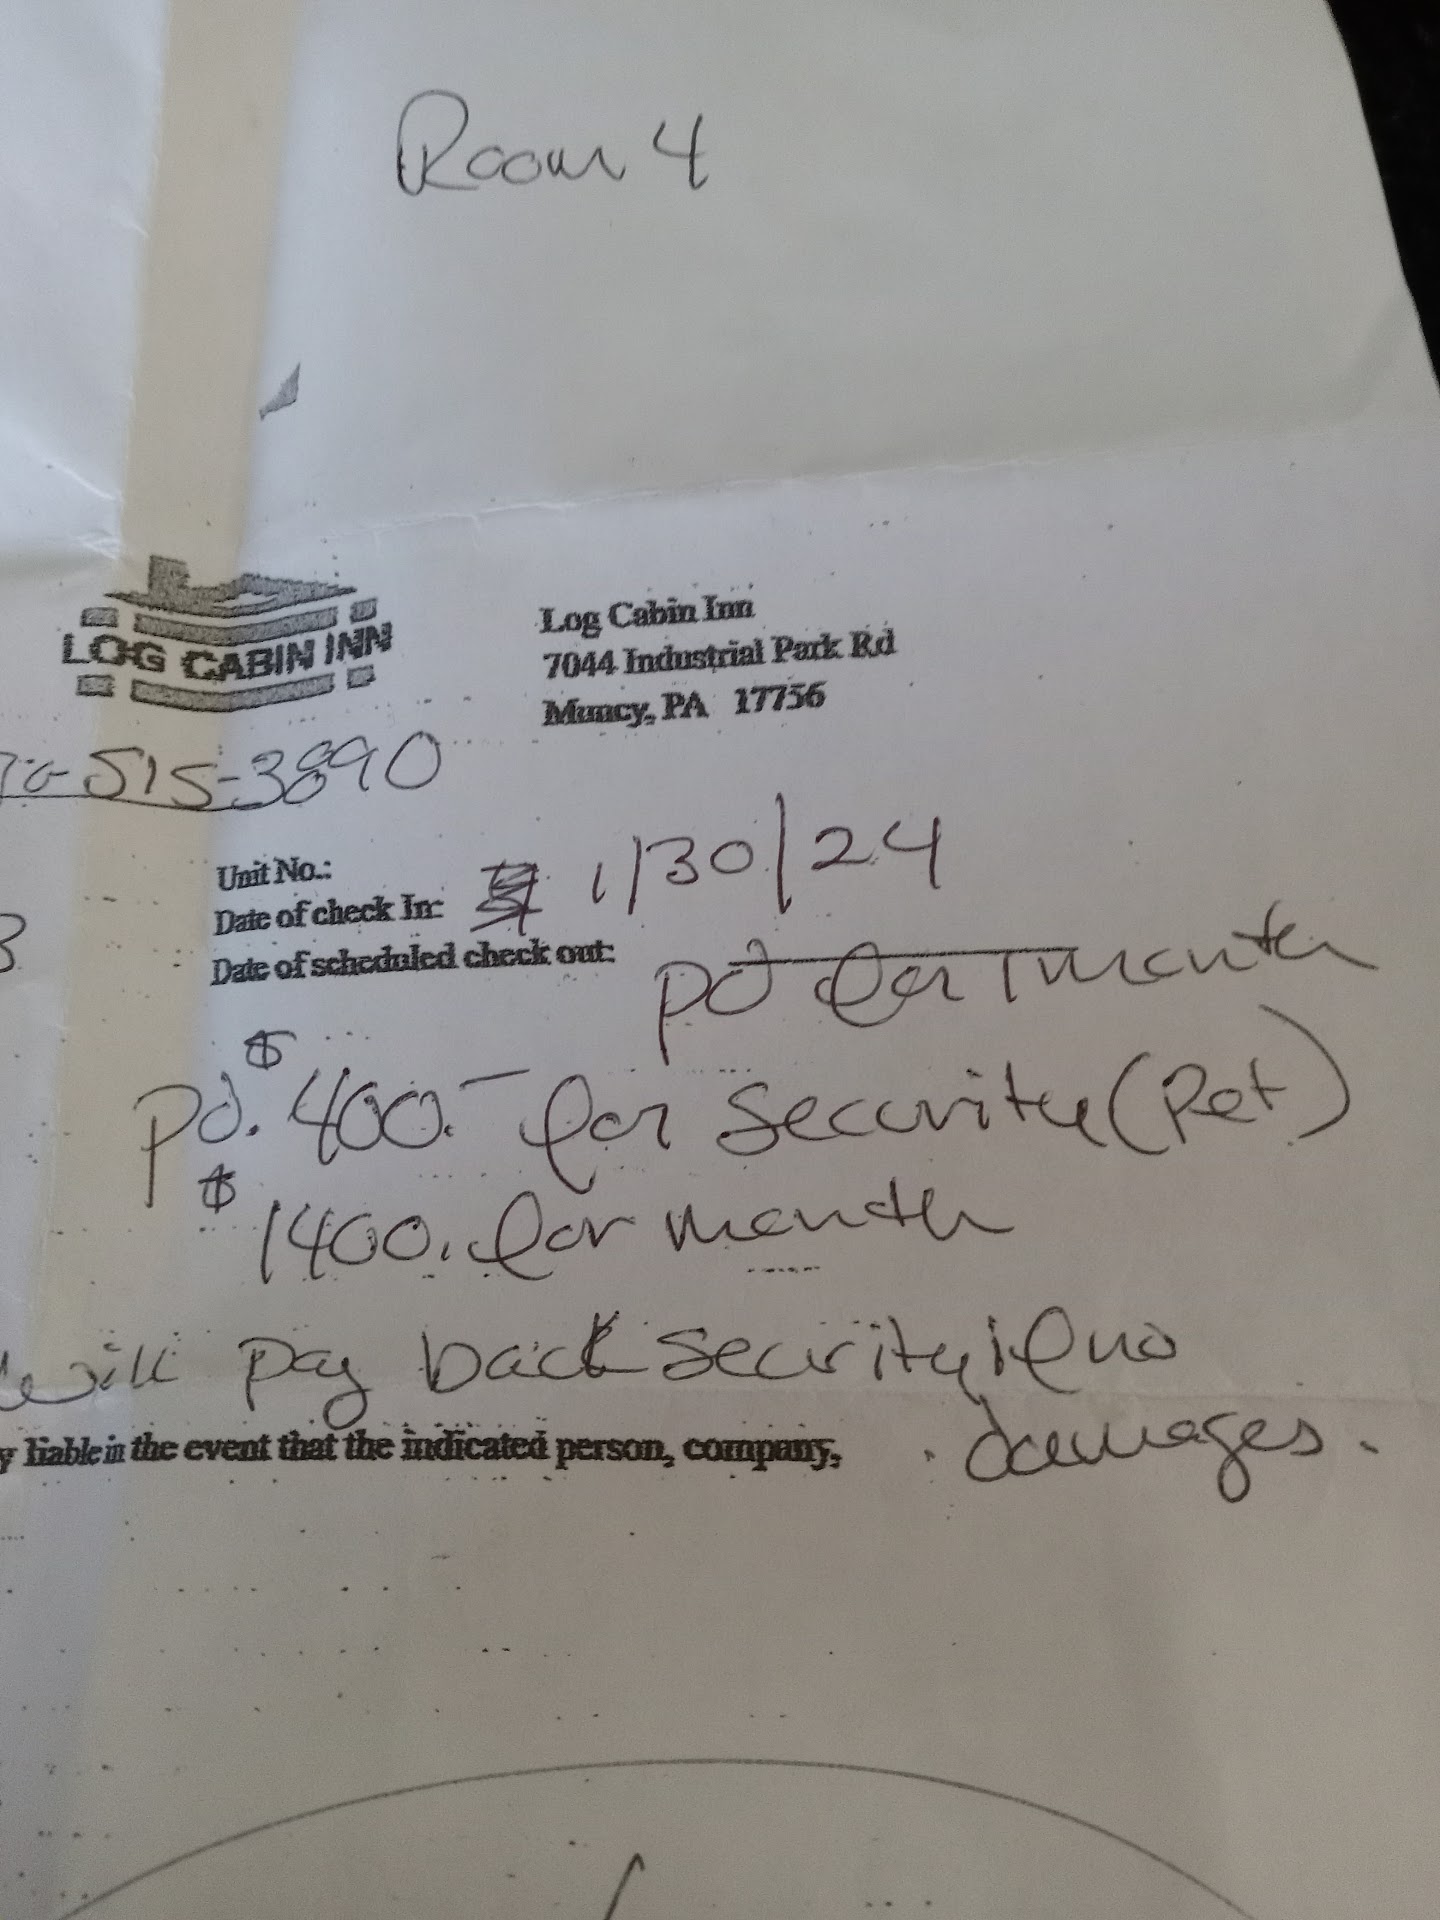 Room 4
LOG CABIN INN
Log Cabin Inn
7044 Industrial Park Rd
Muncy, PA 17756
70-515-3890
Unit No.:
Date of check In: 1/30/24
Date of scheduled check out:
pd for 1 month
3
pd. $400.- for security (Pet)
$1400. for month
will pay back security if no
damages.
y liable in the event that the indicated person, company,